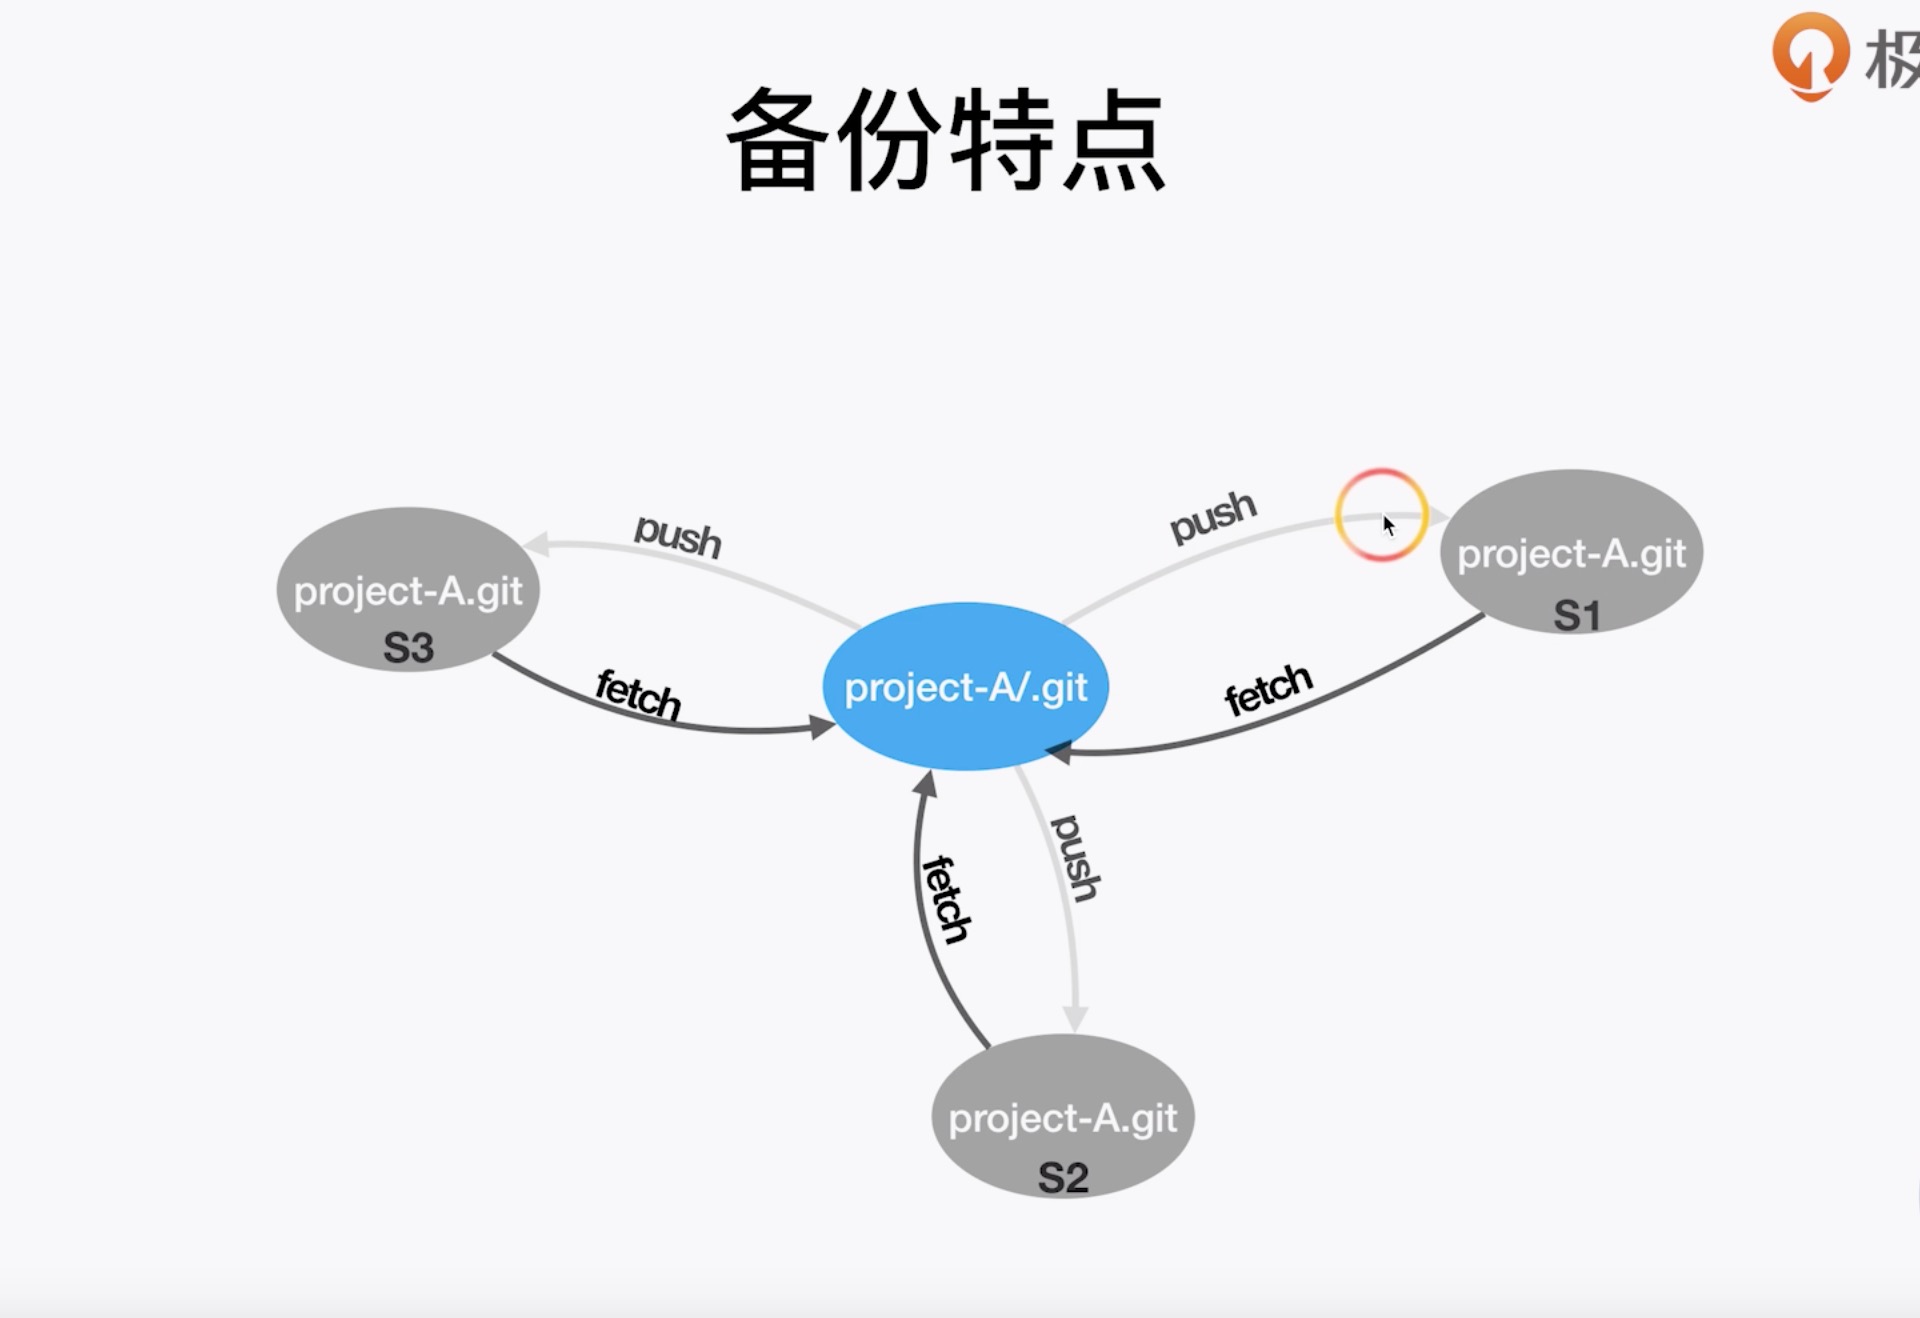 极
备份特点
push
push
project-A.git
S3
project-A.git
S1
fetch
project-A/.git
fetch
push
fetch
project-A.git
S2